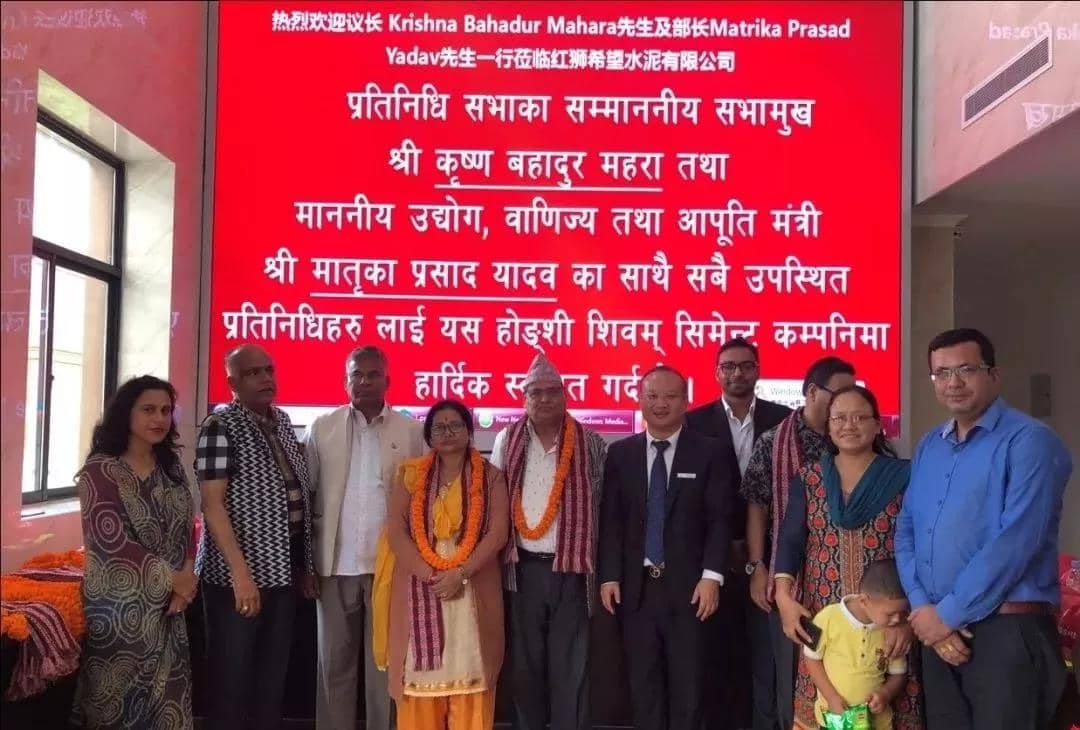 热烈欢迎议长 Krishna Bahadur Mahara先生及部长Matrika Prasad
Yadav先生一行莅临红狮希望水泥有限公司
प्रतिनिधि सभाका सम्माननीय सभामुख
श्री कृष्ण बहादुर महरा तथा
माननीय उद्योग, वाणिज्य तथा आपूति मंत्री
श्री मातृका प्रसाद यादव का साथै सबै उपस्थित
प्रतिनिधिहरु लाई यस होङ्शी शिवम् सिमेन्ट कम्पनिमा
हार्दिक